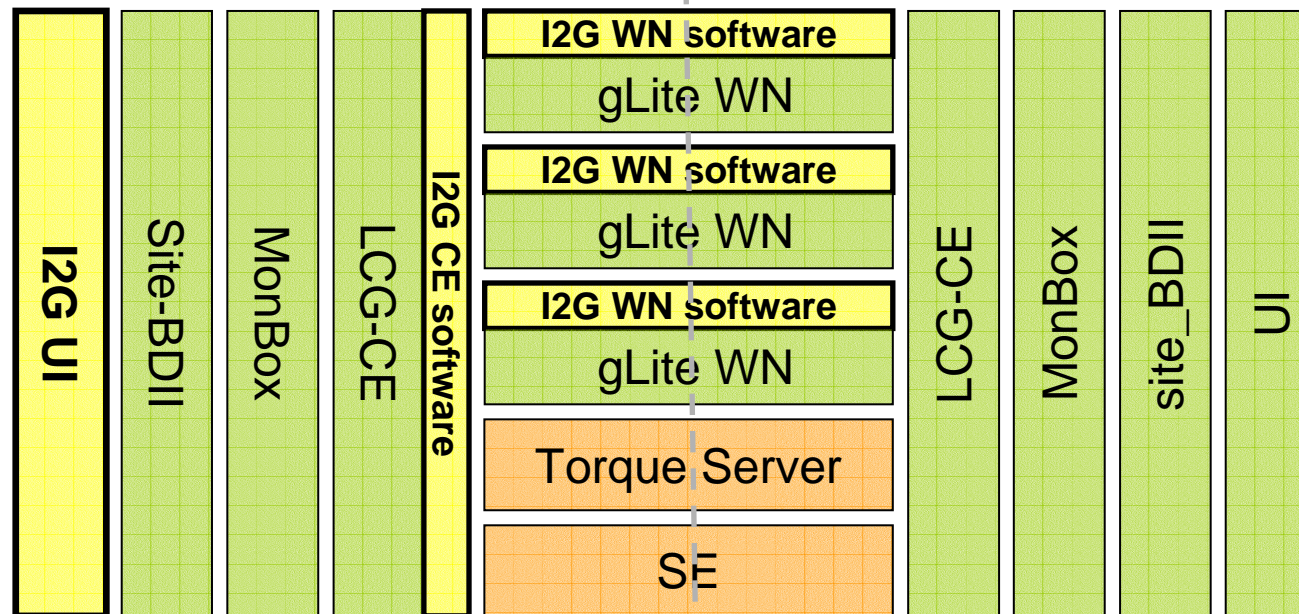 I2G UI
Site-BDII
MonBox
LCG-CE
I2G CE software
I2G WN software
gLite WN
I2G WN software
gLite WN
I2G WN software
gLite WN
Torque Server
SE
LCG-CE
MonBox
site_BDII
UI